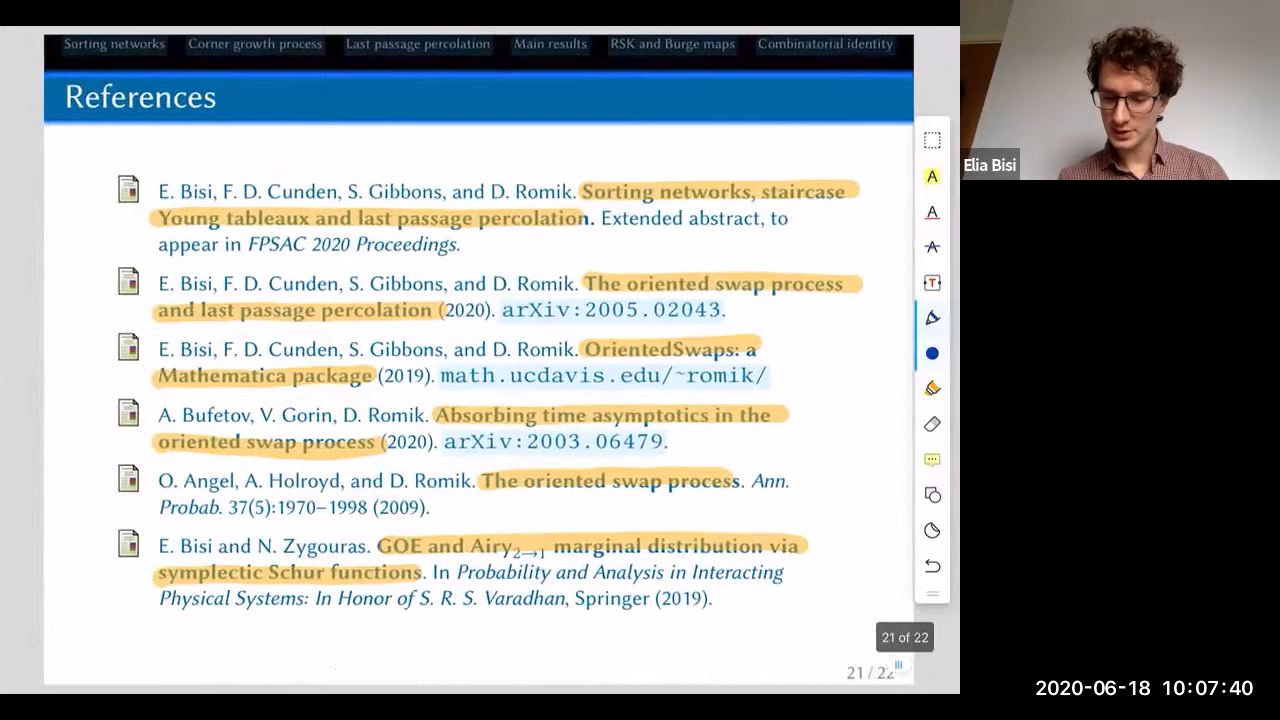 Sorting networks Corner growth process Last passage percolation Main results RSK and Burge maps Combinatorial identity
References
E. Bisi, F. D. Cunden, S. Gibbons, and D. Romik. Sorting networks, staircase
Young tableaux and last passage percolation. Extended abstract, to
appear in FPSAC 2020 Proceedings.
E. Bisi, F. D. Cunden, S. Gibbons, and D. Romik. The oriented swap process
and last passage percolation (2020). arXiv:2005.02043.
E. Bisi, F. D. Cunden, S. Gibbons, and D. Romik. OrientedSwaps: a
Mathematica package (2019). math.ucdavis.edu/~romik/
A. Bufetov, V. Gorin, D. Romik. Absorbing time asymptotics in the
oriented swap process (2020). arXiv:2003.06479.
O. Angel, A. Holroyd, and D. Romik. The oriented swap process. Ann.
Probab. 37(5):1970–1998 (2009).
E. Bisi and N. Zygouras. GOE and Airy2→1 marginal distribution via
symplectic Schur functions. In Probability and Analysis in Interacting
Physical Systems: In Honor of S. R. S. Varadhan, Springer (2019).
21 of 22
21 / 22
A
A
A
T
Elia Bisi
2020-06-18 10:07:40